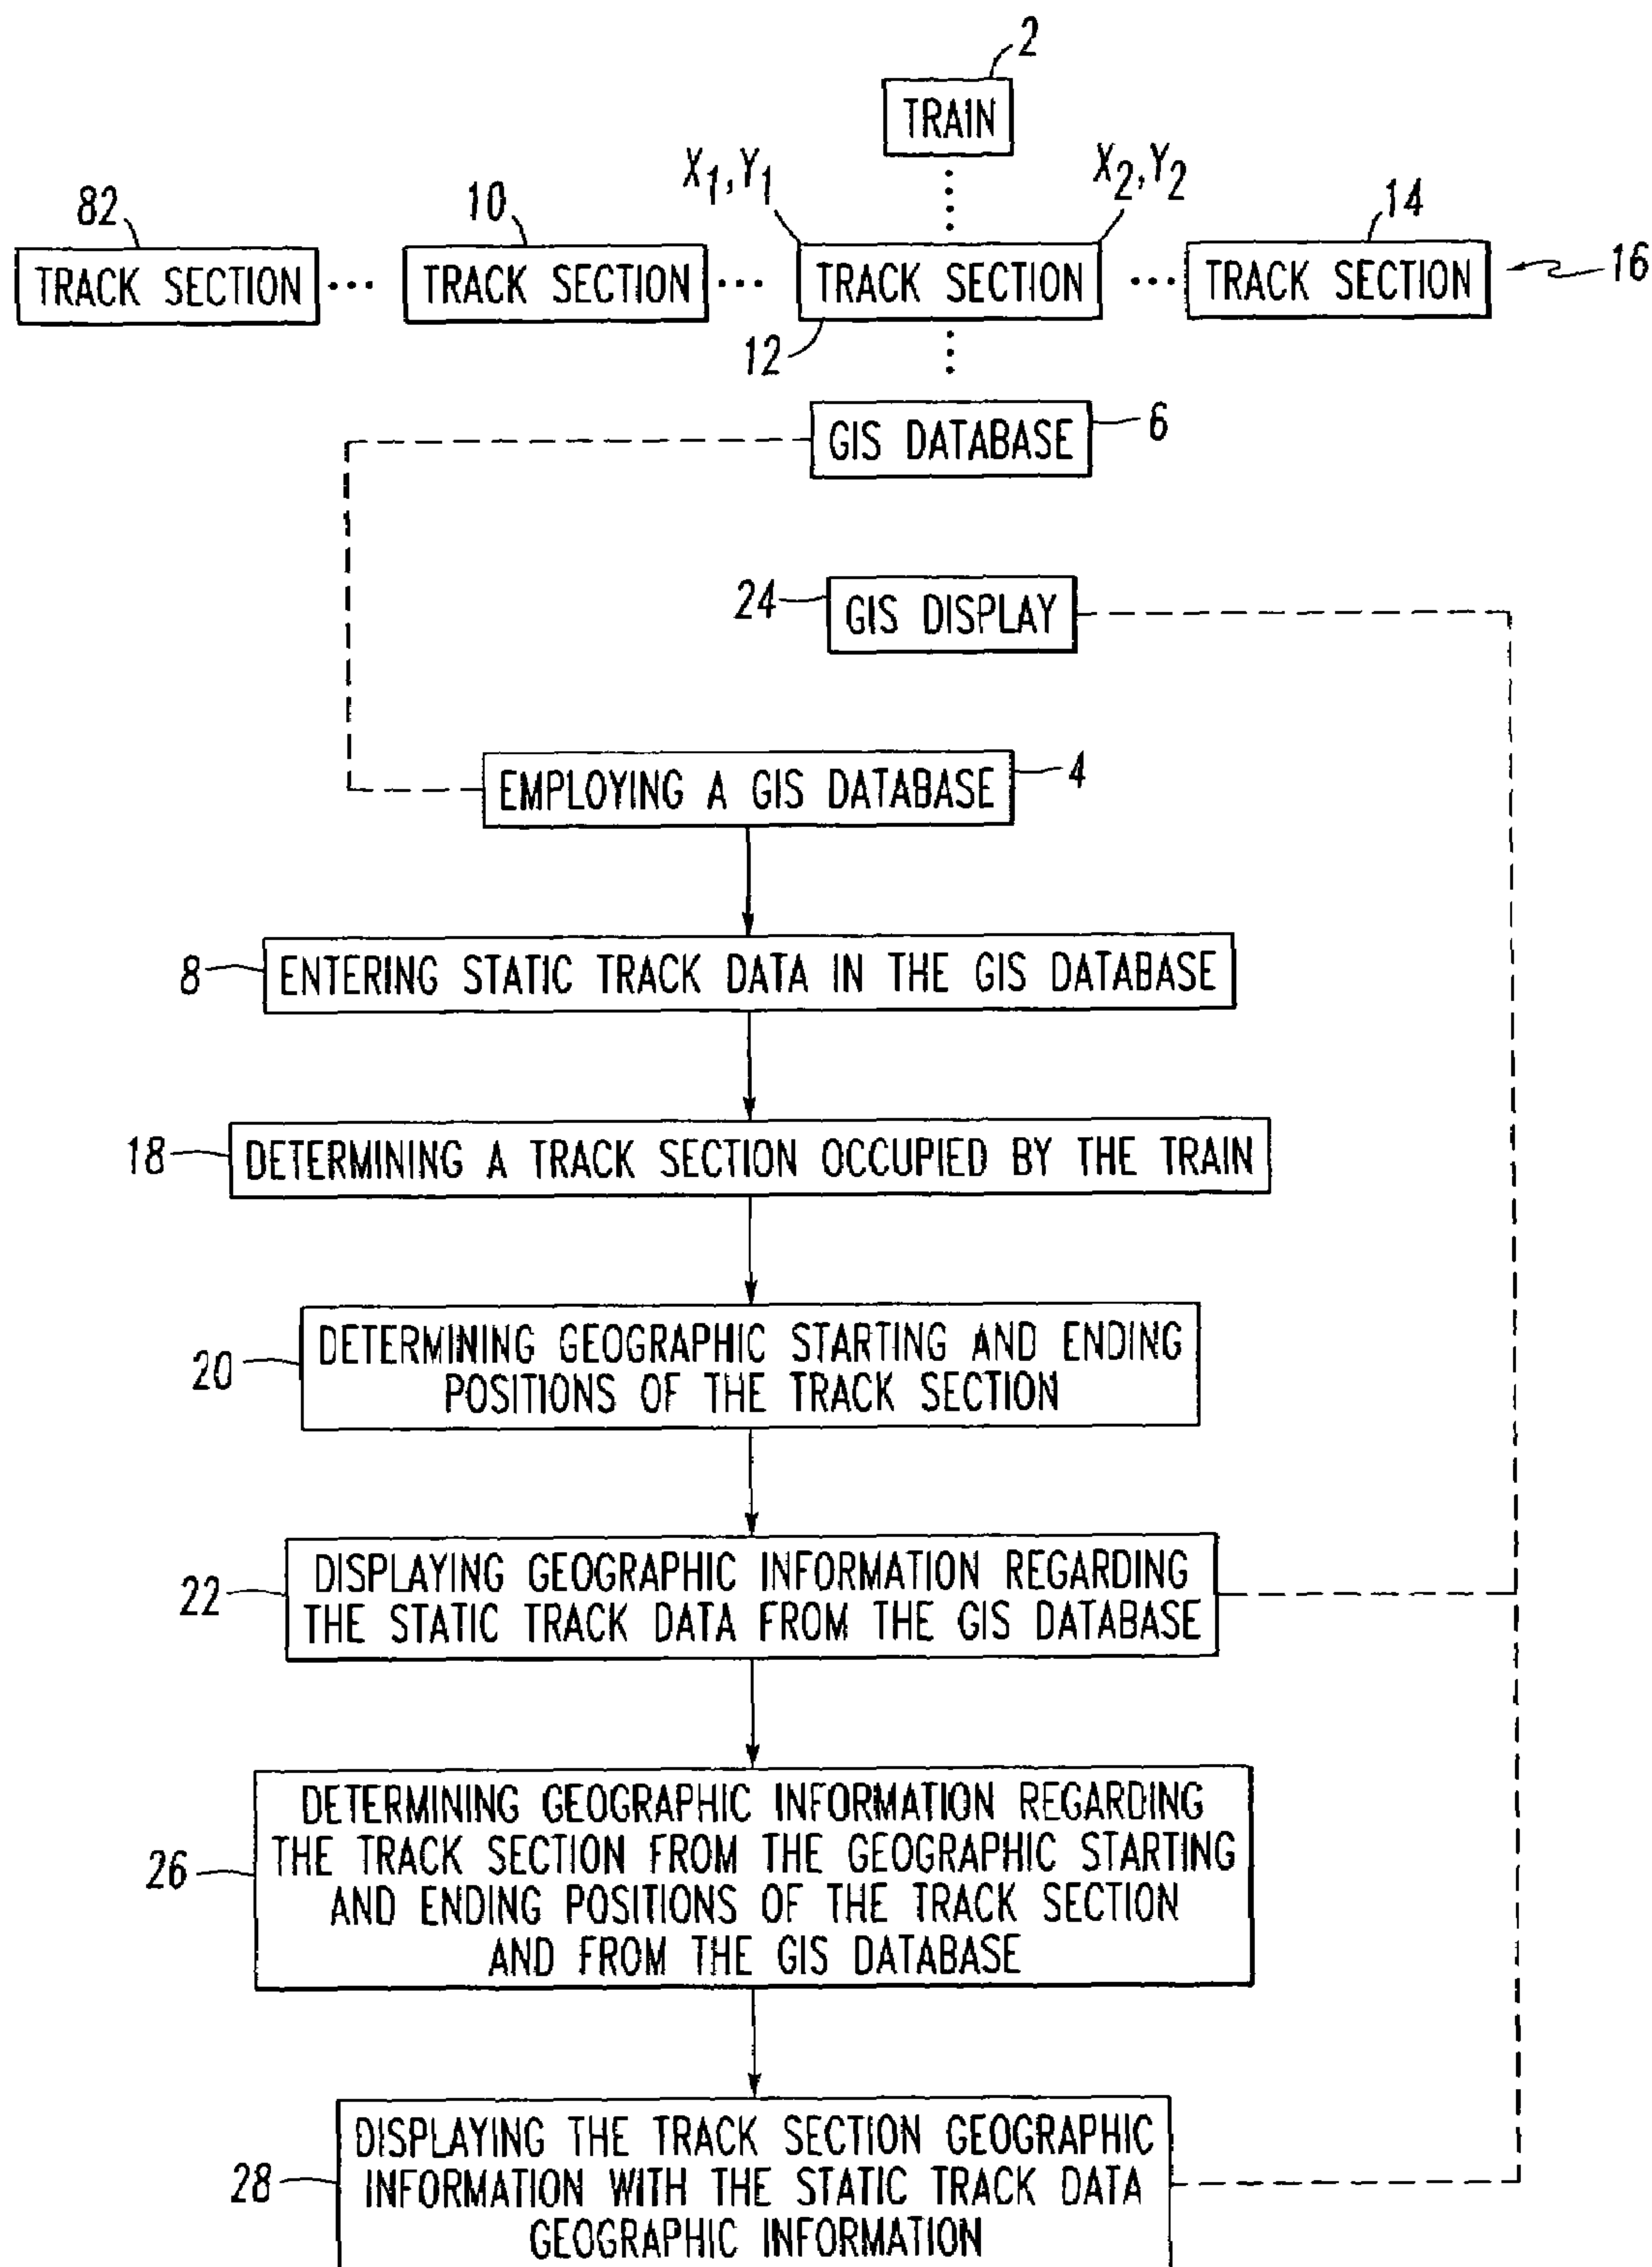 2
TRAIN
X1,Y1
X2,Y2
82
10
14
TRACK SECTION ... TRACK SECTION ... TRACK SECTION ... TRACK SECTION
16
12
GIS DATABASE
6
24
GIS DISPLAY
EMPLOYING A GIS DATABASE
4
8
ENTERING STATIC TRACK DATA IN THE GIS DATABASE
18
DETERMINING A TRACK SECTION OCCUPIED BY THE TRAIN
20
DETERMINING GEOGRAPHIC STARTING AND ENDING
POSITIONS OF THE TRACK SECTION
22
DISPLAYING GEOGRAPHIC INFORMATION REGARDING
THE STATIC TRACK DATA FROM THE GIS DATABASE
26
DETERMINING GEOGRAPHIC INFORMATION REGARDING
THE TRACK SECTION FROM THE GEOGRAPHIC STARTING
AND ENDING POSITIONS OF THE TRACK SECTION
AND FROM THE GIS DATABASE
28
DISPLAYING THE TRACK SECTION GEOGRAPHIC
INFORMATION WITH THE STATIC TRACK DATA
GEOGRAPHIC INFORMATION